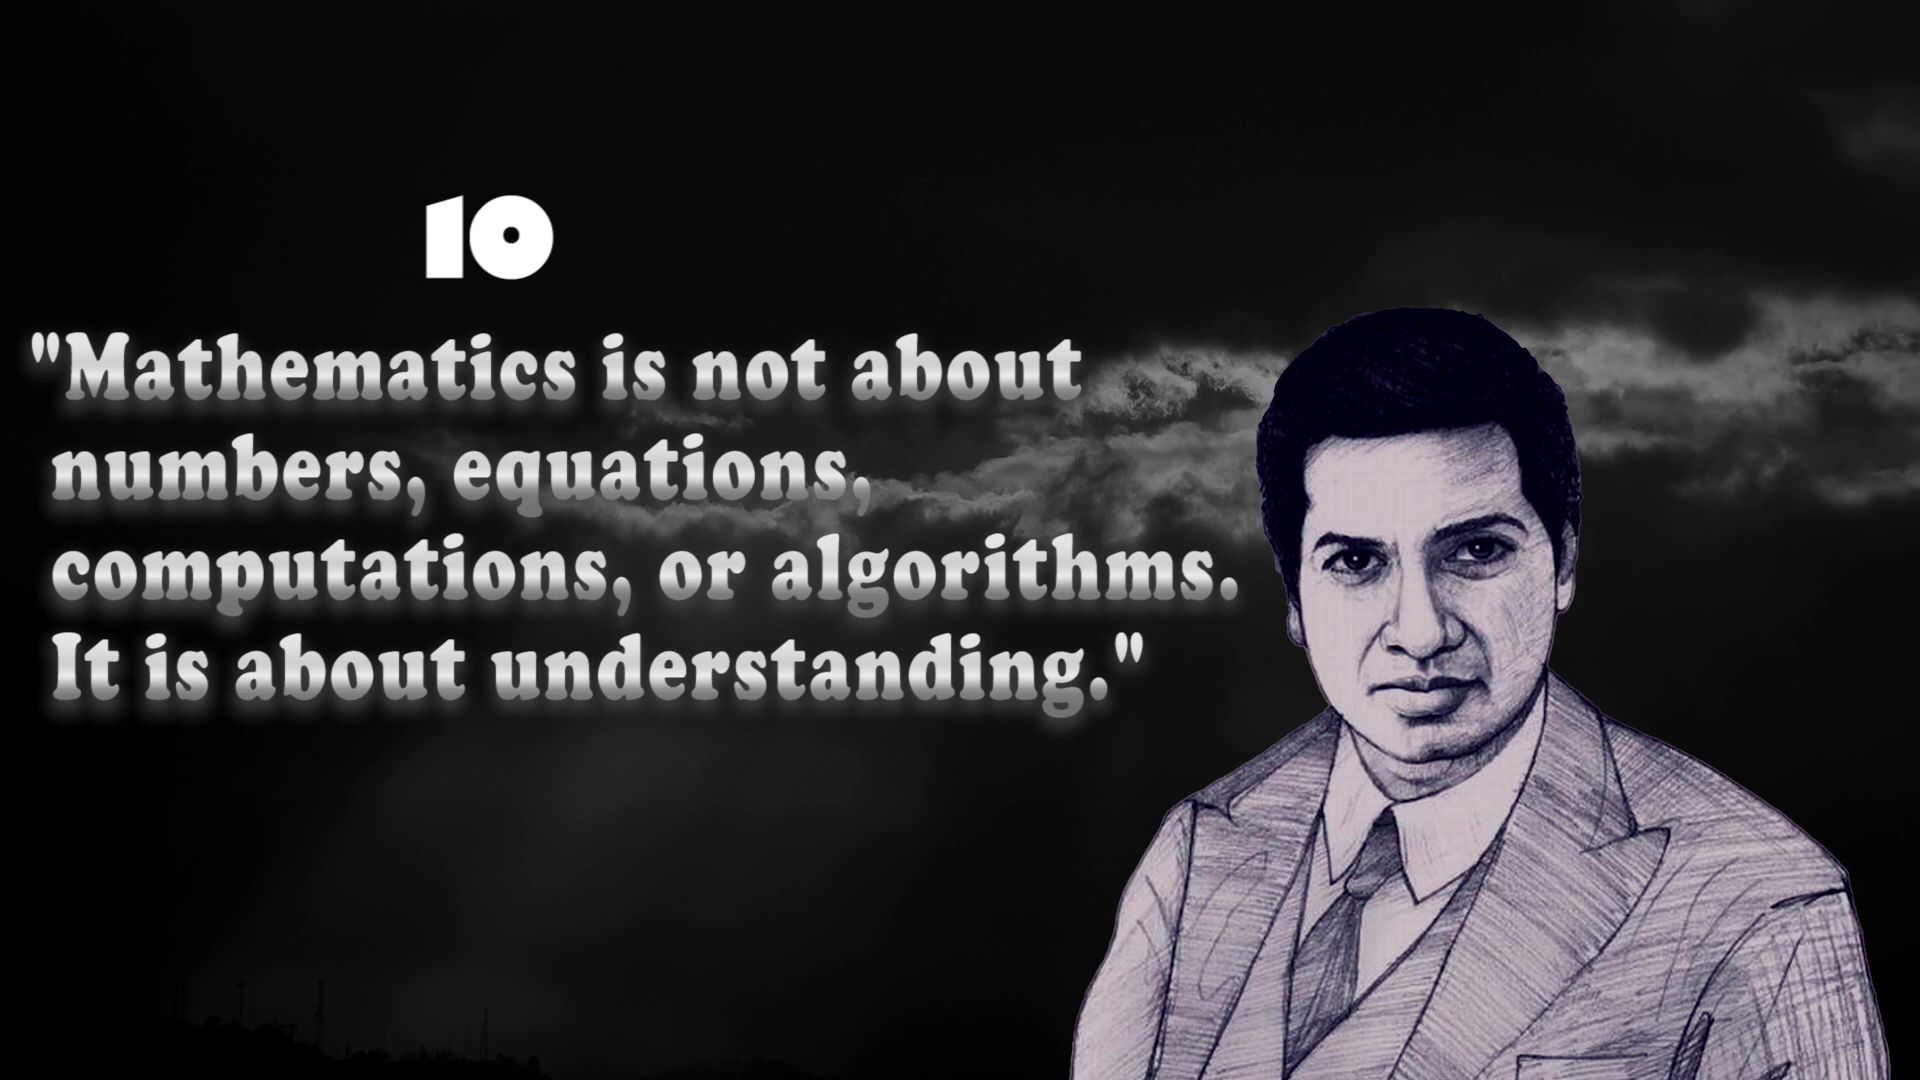 10
"Mathematics is not about
numbers, equations,
computations, or algorithms.
It is about understanding."